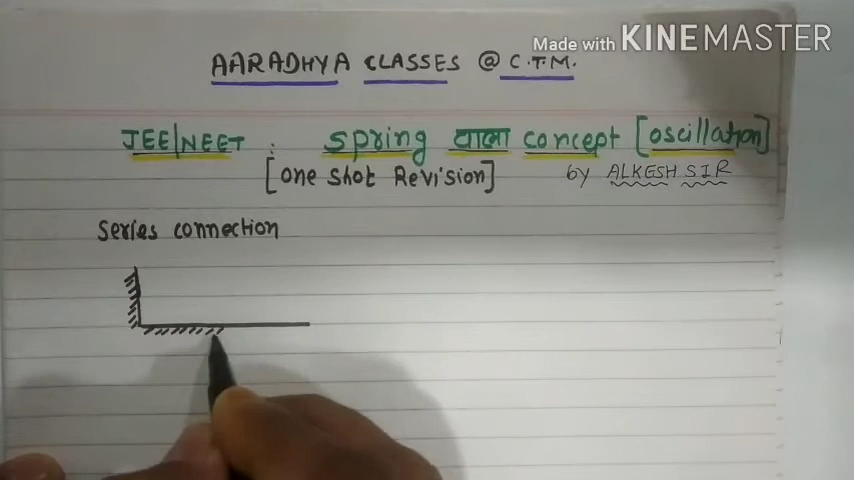 Made with KINEMASTER
AARADHYA CLASSES @ C.T.M.
JEE|NEET : spring वाला concept [oscillation]
[one shot Revision] by ALKESH SIR
Series connection